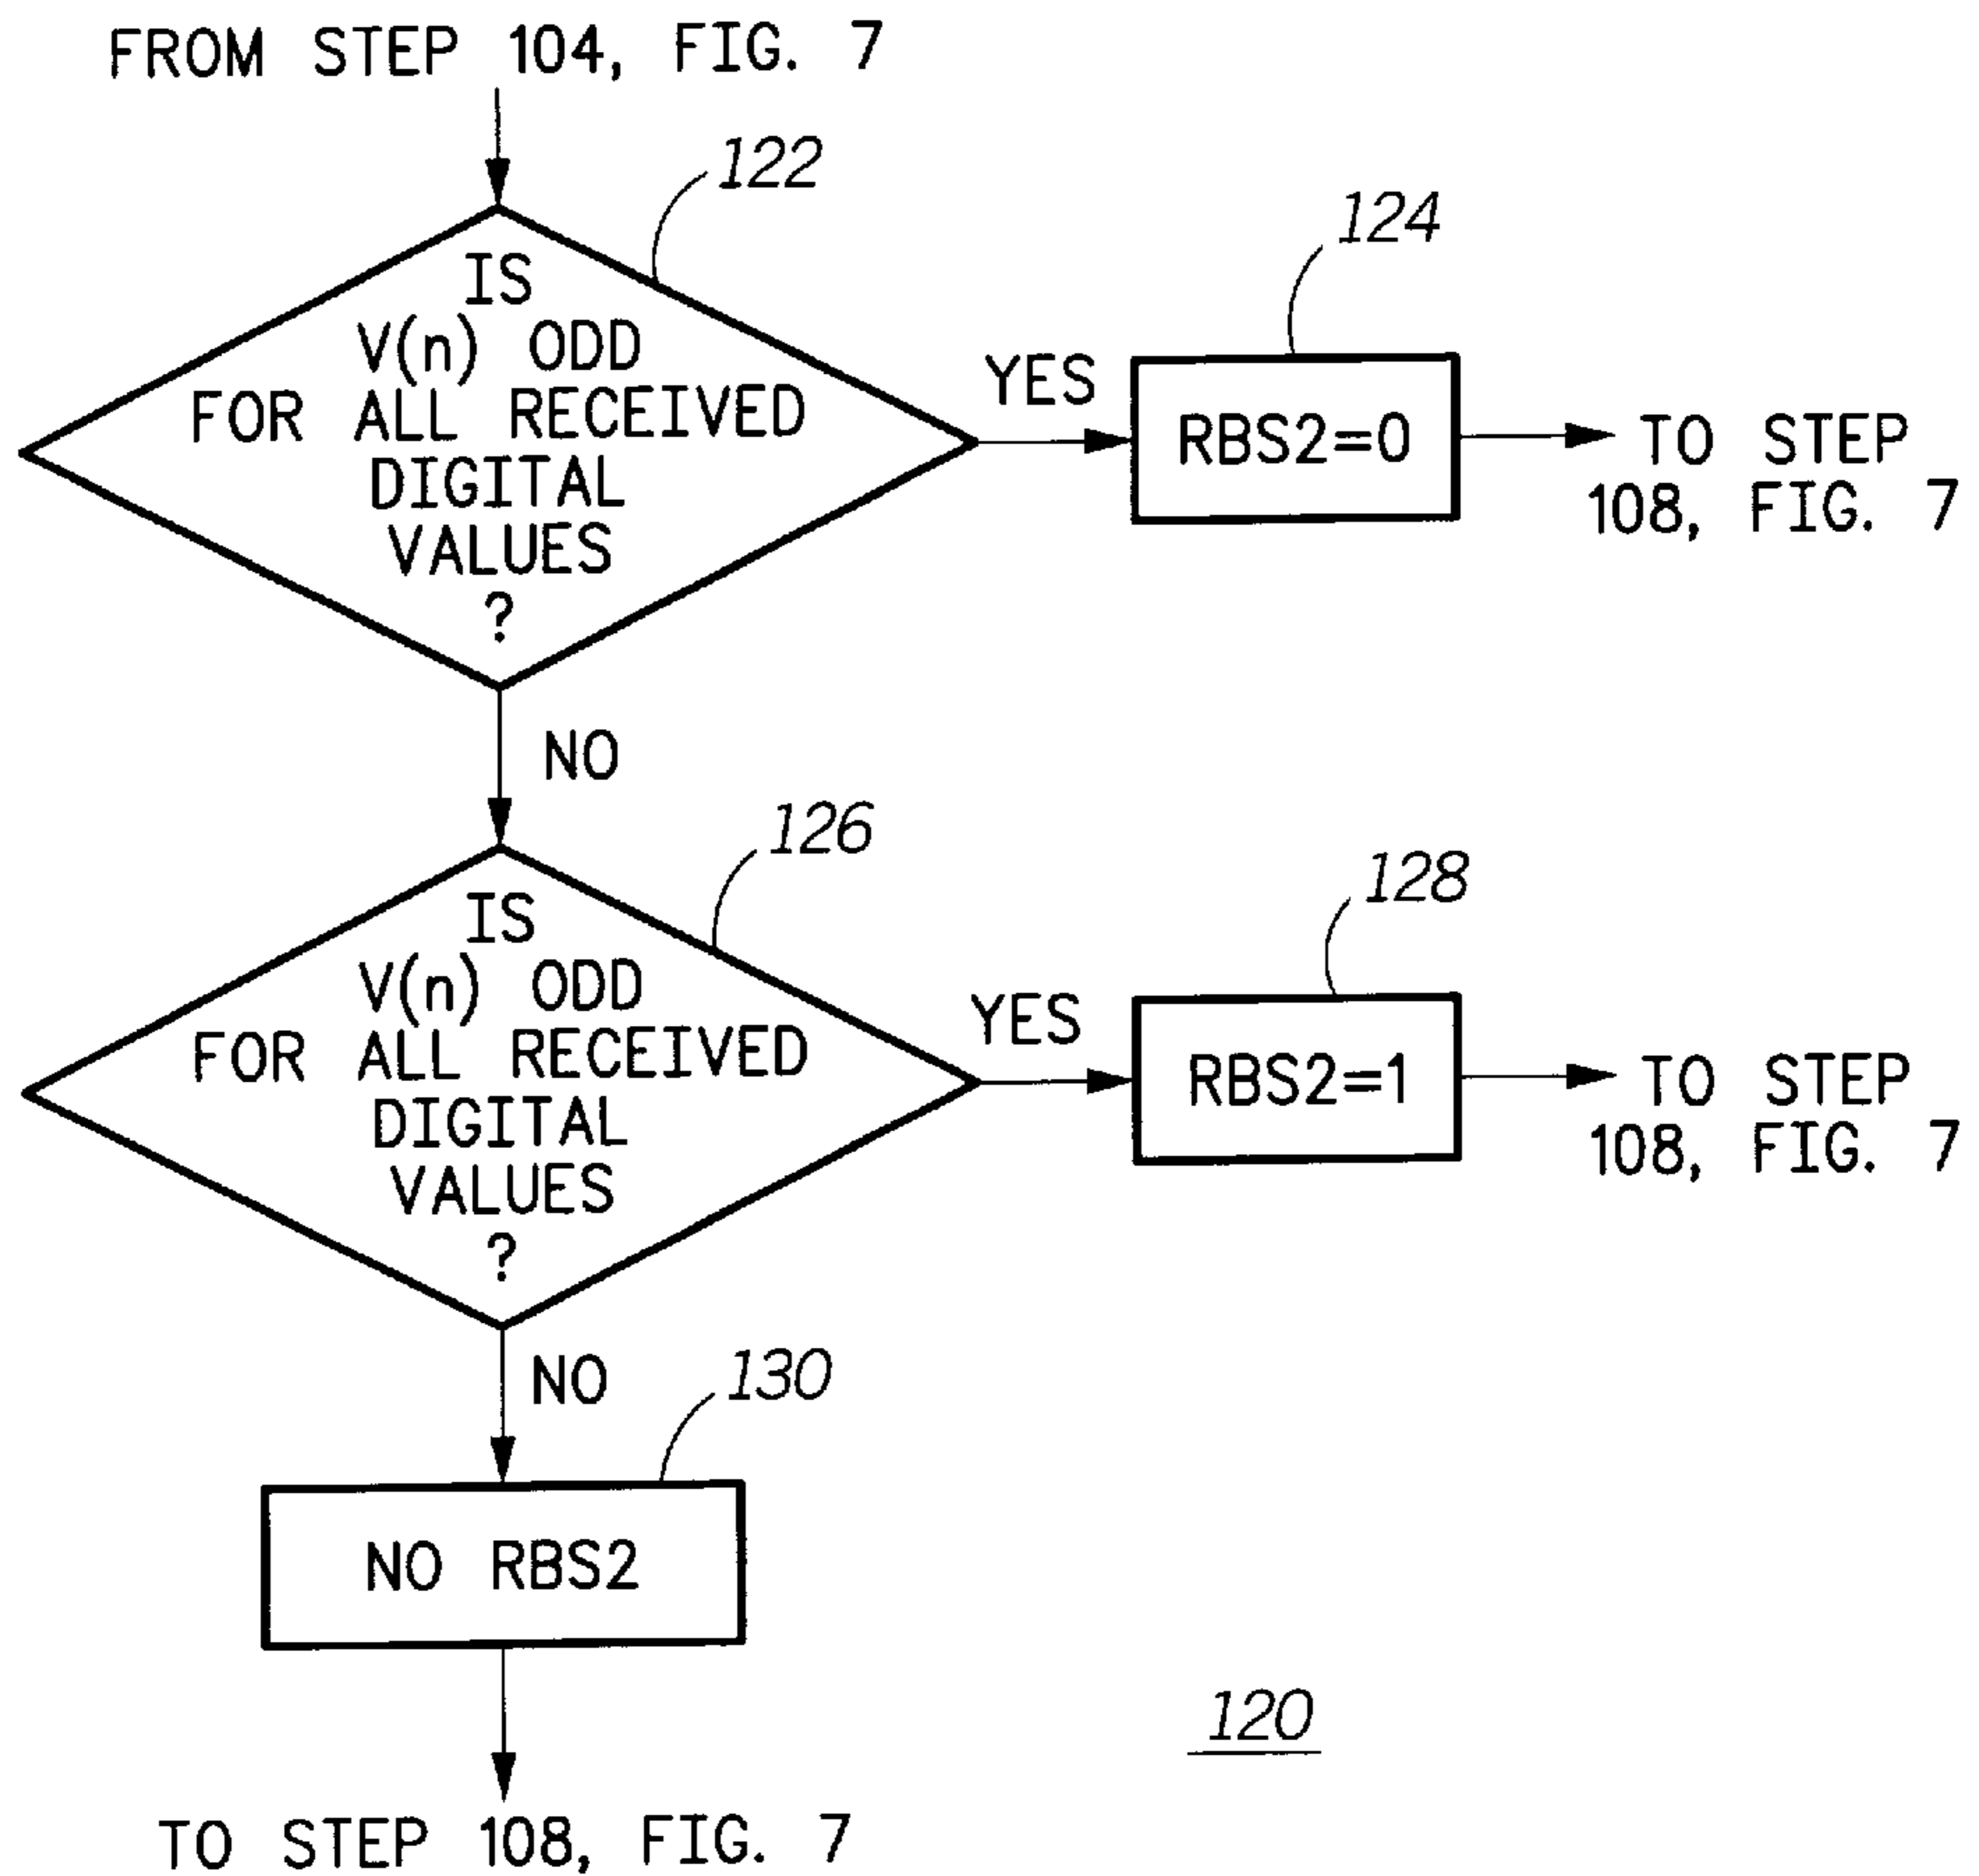 FROM STEP 104, FIG. 7
122
IS
V(n) ODD
FOR ALL RECEIVED
DIGITAL
VALUES
?
YES
124
RBS2=0
TO STEP
108, FIG. 7
NO
126
IS
V(n) ODD
FOR ALL RECEIVED
DIGITAL
VALUES
?
YES
128
RBS2=1
TO STEP
108, FIG. 7
NO
130
NO RBS2
TO STEP 108, FIG. 7
120